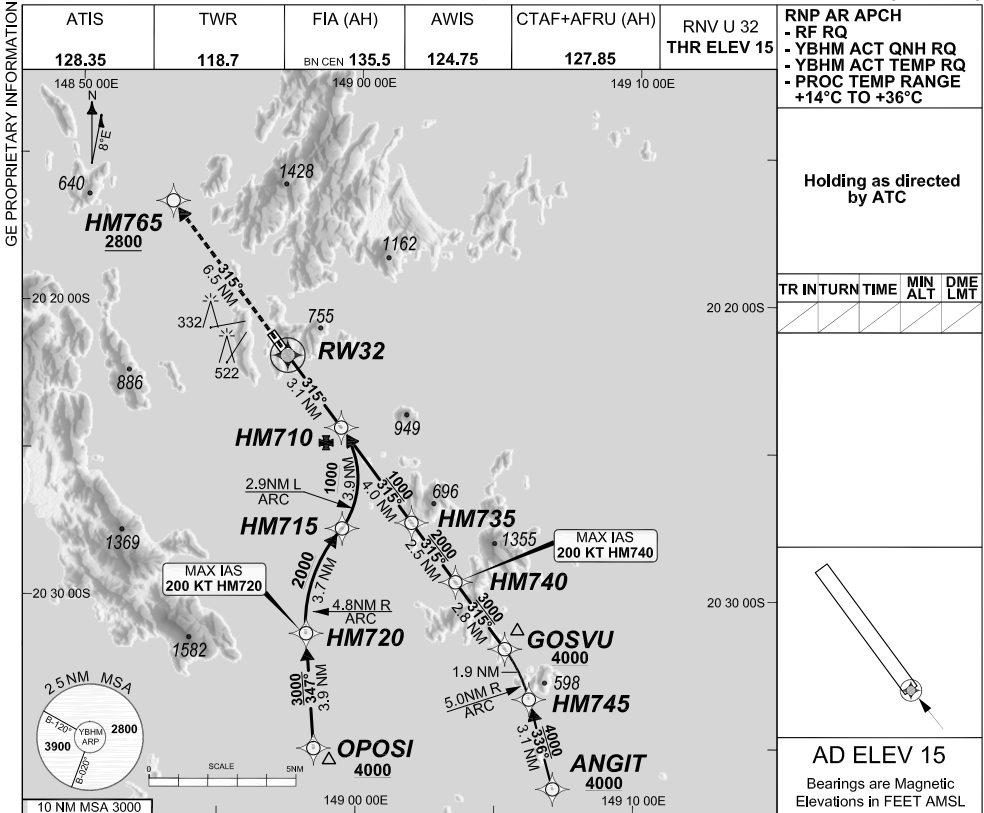 GE PROPRIETARY INFORMATION
ATIS
128.35
TWR
118.7
FIA (AH)
BN CEN 135.5
AWIS
124.75
CTAF+AFRU (AH)
127.85
RNV U 32
THR ELEV 15
RNP AR APCH
- RF RQ
- YBHM ACT QNH RQ
- YBHM ACT TEMP RQ
- PROC TEMP RANGE
+14°C TO +36°C
Holding as directed
by ATC
TR IN TURN TIME MIN ALT DME LMT
148 50 00E
149 00 00E
149 10 00E
N
8°E
640
1428
HM765
2800
1162
315°
6.5 NM
20 20 00S
20 20 00S
332
755
522
RW32
886
315°
3.1 NM
HM710
949
1000
3.9NM
2.9NM L
ARC
1000
315°
4.0 NM
696
HM735
HM715
1355
MAX IAS
200 KT HM740
2000
315°
2.5 NM
HM740
1369
MAX IAS
200 KT HM720
2000
3.7NM
20 30 00S
20 30 00S
4.8NM R
ARC
3000
315°
2.8 NM
HM720
GOSVU
4000
1582
1.9 NM
598
5.0NM R
ARC
HM745
3000
347°
3.9 NM
4000
336°
3.1 NM
OPOSI
4000
ANGIT
4000
25NM MSA
B-120°
YBHM
ARP
2800
3900
B-020°
0
SCALE
5NM
10 NM MSA 3000
149 00 00E
149 10 00E
AD ELEV 15
Bearings are Magnetic
Elevations in FEET AMSL